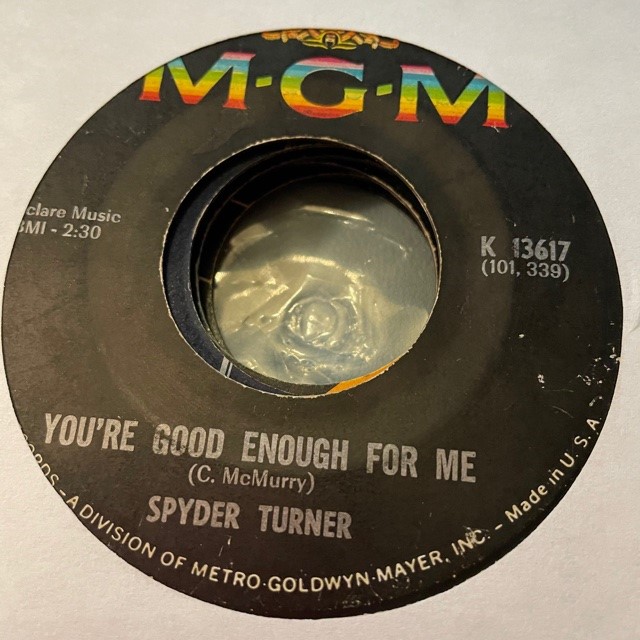 M·G·M
clare Music
BMI - 2:30
K 13617
(101, 339)
YOU'RE GOOD ENOUGH FOR ME
(C. McMurry)
SPYDER TURNER
ORDS - A DIVISION OF METRO-GOLDWYN-MAYER, INC. - Made in U. S. A.